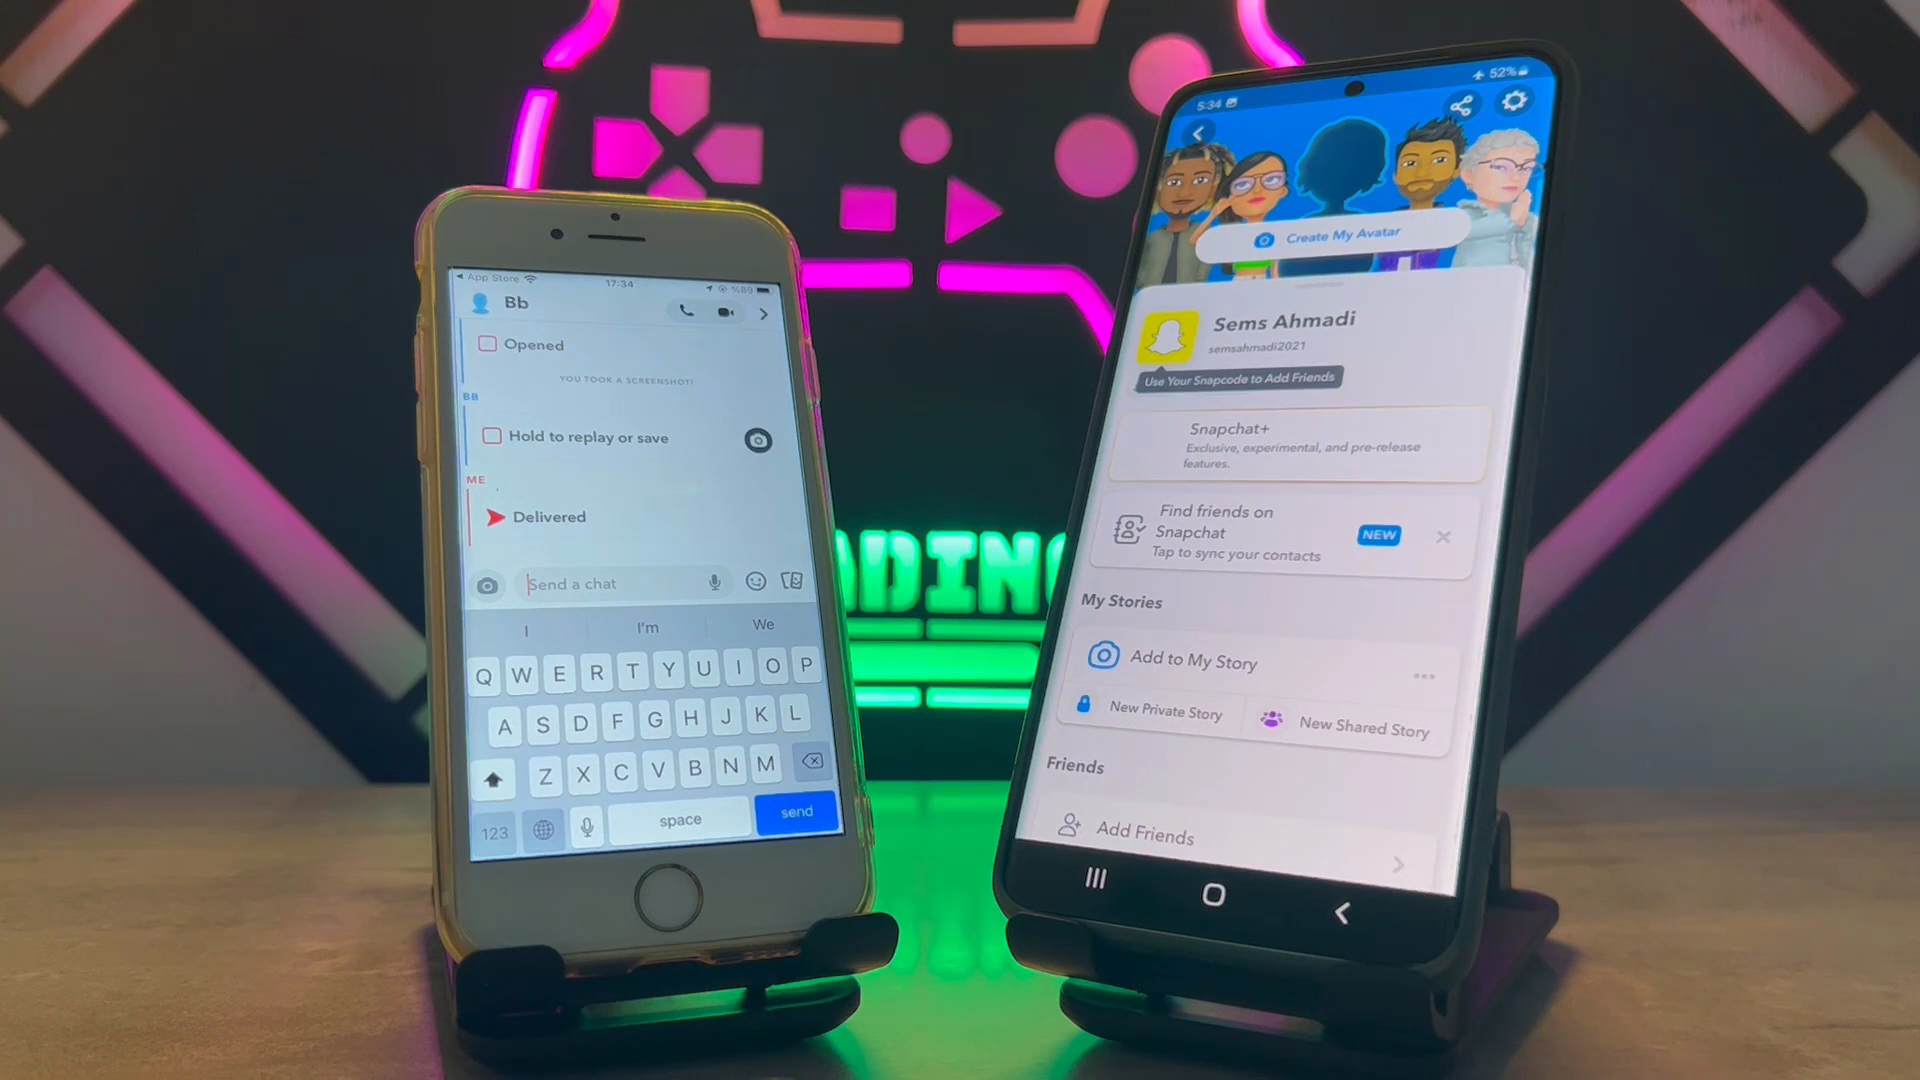 App Store
17:34
%89
Bb
Opened
YOU TOOK A SCREENSHOT!
BB
Hold to replay or save
ME
Delivered
Send a chat
I
I'm
We
Q W E R T Y U I O P
A S D F G H J K L
Z X C V B N M
123
space
send
5:34
52%
Create My Avatar
Sems Ahmadi
semsahmadi2021
Use Your Snapcode to Add Friends
Snapchat+
Exclusive, experimental, and pre-release
features.
Find friends on
Snapchat
Tap to sync your contacts
NEW
My Stories
Add to My Story
New Private Story
New Shared Story
Friends
Add Friends